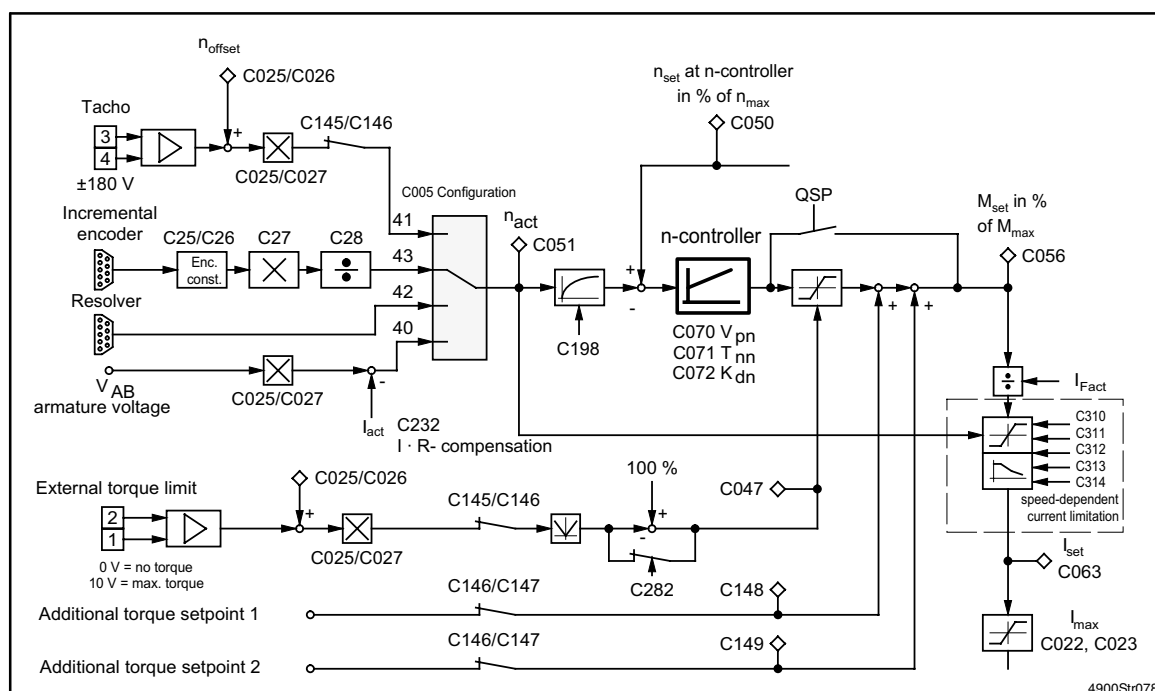 n offset
C025/C026
Tacho
3
4
±180 V
+
C025/C027
C145/C146
C005 Configuration
n set at n-controller
in % of n max
C050
Incremental
encoder
C25/C26
Enc.
const.
C27
C28
÷
41
43
42
40
n act
C051
C198
+
-
n-controller
C070 V pn
C071 T nn
C072 K dn
QSP
+
+
M set in %
of M max
C056
Resolver
V AB
armature voltage
C025/C027
-
I act
C232
I · R- compensation
÷
I Fact
C310
C311
C312
C313
C314
speed-dependent
current limitation
External torque limit
2
1
0 V = no torque
10 V = max. torque
C025/C026
+
C025/C027
C145/C146
100 %
+
-
C282
C047
I set
C063
Additional torque setpoint 1
C146/C147
C148
I max
C022, C023
Additional torque setpoint 2
C146/C147
C149
4900Str078